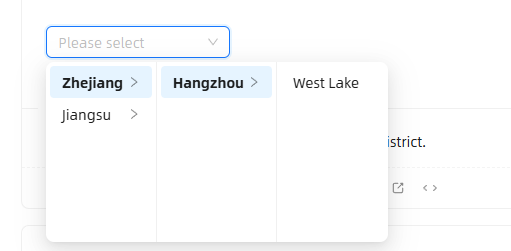 Please select
Zhejiang
Hangzhou
West Lake
Jiangsu
istrict.